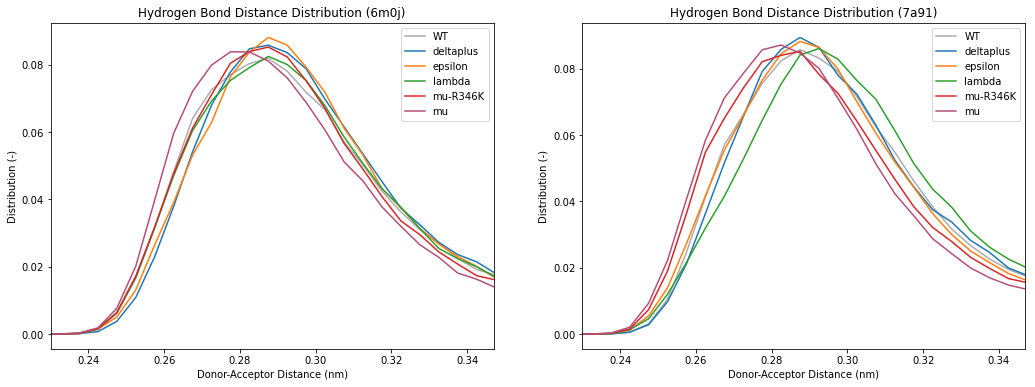 Hydrogen Bond Distance Distribution (6m0j)
Distribution (-)
0.08
0.06
0.04
0.02
0.00
0.24
0.26
0.28
0.30
0.32
0.34
Donor-Acceptor Distance (nm)
WT
deltaplus
epsilon
lambda
mu-R346K
mu
Hydrogen Bond Distance Distribution (7a91)
Distribution (-)
0.08
0.06
0.04
0.02
0.00
0.24
0.26
0.28
0.30
0.32
0.34
Donor-Acceptor Distance (nm)
WT
deltaplus
epsilon
lambda
mu-R346K
mu